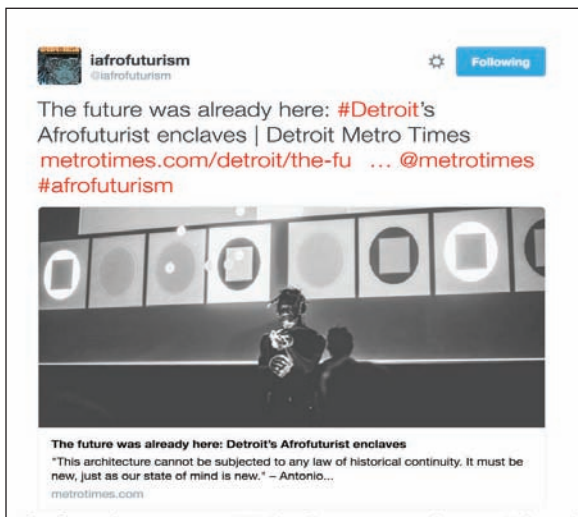 iafrofuturism
@iafrofuturism
Following
The future was already here: #Detroit's
Afrofuturist enclaves | Detroit Metro Times
metrotimes.com/detroit/the-fu ... @metrotimes
#afrofuturism
The future was already here: Detroit's Afrofuturist enclaves
"This architecture cannot be subjected to any law of historical continuity. It must be
new, just as our state of mind is new." – Antonio...
metrotimes.com